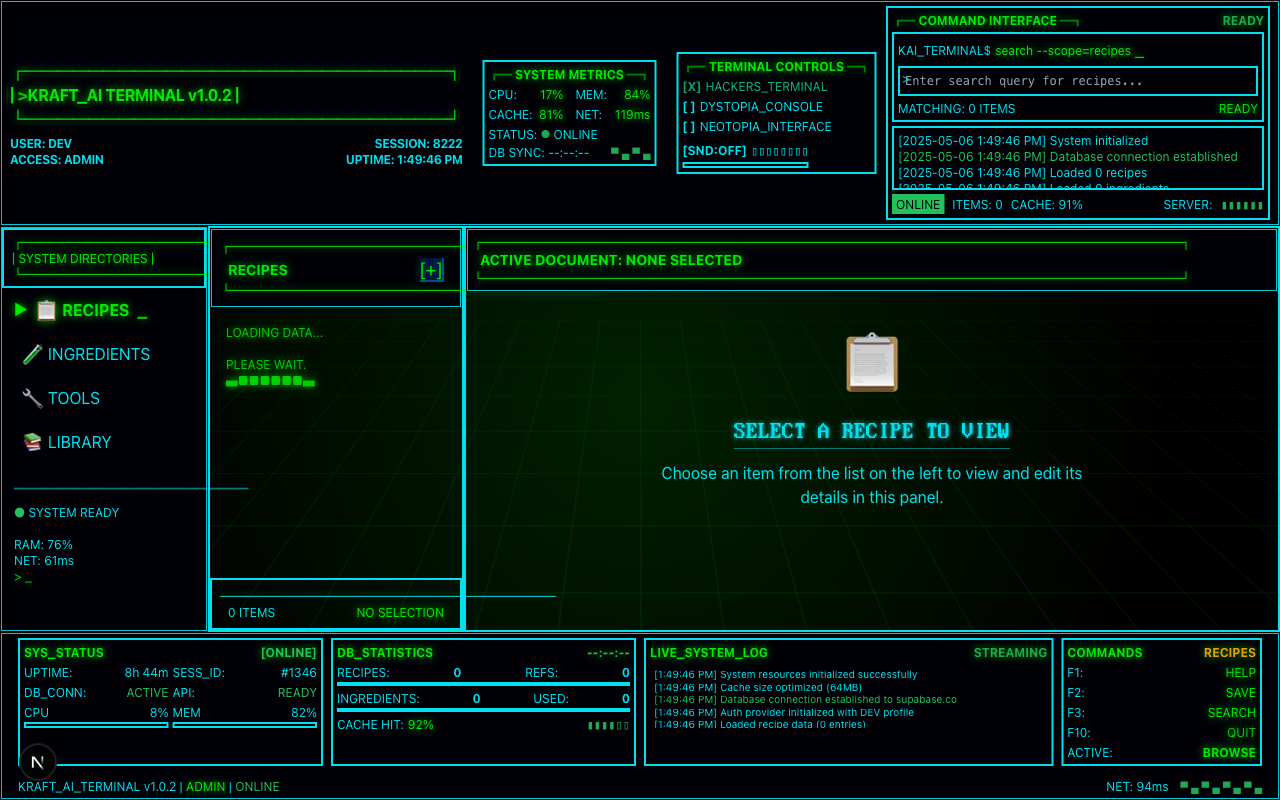 >KRAFT_AI TERMINAL v1.0.2
USER: DEV
SESSION: 8222
ACCESS: ADMIN
UPTIME: 1:49:46 PM
SYSTEM METRICS
CPU: 17% MEM: 84%
CACHE: 81% NET: 119ms
STATUS: ONLINE
DB SYNC: --:--:--
TERMINAL CONTROLS
[X] HACKERS_TERMINAL
[ ] DYSTOPIA_CONSOLE
[ ] NEOTOPIA_INTERFACE
[SND:OFF]
COMMAND INTERFACE
READY
KAI_TERMINAL$ search --scope=recipes _
>Enter search query for recipes...
MATCHING: 0 ITEMS
READY
[2025-05-06 1:49:46 PM] System initialized
[2025-05-06 1:49:46 PM] Database connection established
[2025-05-06 1:49:46 PM] Loaded 0 recipes
[2025-05-06 1:49:46 PM] Loaded 0 ingredients
ONLINE ITEMS: 0 CACHE: 91%
SERVER:
| SYSTEM DIRECTORIES |
RECIPES _
INGREDIENTS
TOOLS
LIBRARY
SYSTEM READY
RAM: 76%
NET: 61ms
> _
RECIPES
[+]
LOADING DATA...
PLEASE WAIT.
0 ITEMS
NO SELECTION
ACTIVE DOCUMENT: NONE SELECTED
SELECT A RECIPE TO VIEW
Choose an item from the list on the left to view and edit its
details in this panel.
SYS_STATUS [ONLINE]
UPTIME: 8h 44m SESS_ID: #1346
DB_CONN: ACTIVE API: READY
CPU 8% MEM 82%
DB_STATISTICS --:--:--
RECIPES: 0 REFS: 0
INGREDIENTS: 0 USED: 0
CACHE HIT: 92%
LIVE_SYSTEM_LOG STREAMING
[1:49:46 PM] System resources initialized successfully
[1:49:46 PM] Cache size optimized (64MB)
[1:49:46 PM] Database connection established to supabase.co
[1:49:46 PM] Auth provider initialized with DEV profile
[1:49:46 PM] Loaded recipe data (0 entries)
COMMANDS RECIPES
F1: HELP
F2: SAVE
F3: SEARCH
F10: QUIT
ACTIVE: BROWSE
N
KRAFT_AI_TERMINAL v1.0.2 | ADMIN | ONLINE
NET: 94ms